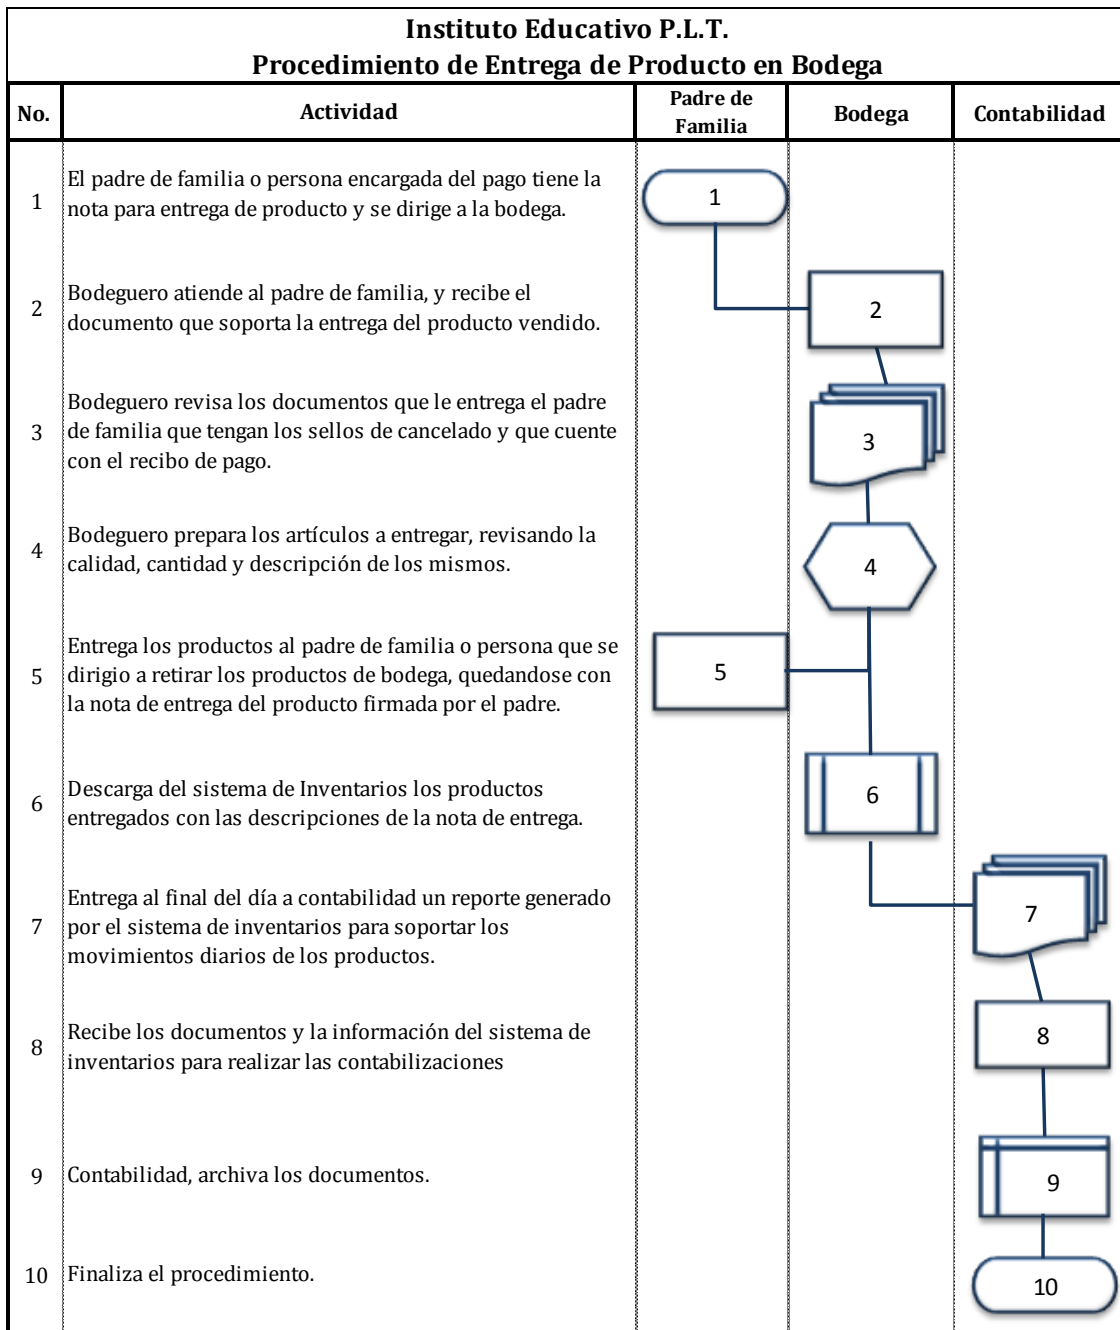 Instituto Educativo P.L.T.
Procedimiento de Entrega de Producto en Bodega
No.
Actividad
Padre de
Familia
Bodega
Contabilidad
1
El padre de familia o persona encargada del pago tiene la
nota para entrega de producto y se dirige a la bodega.
1
2
Bodeguero atiende al padre de familia, y recibe el
documento que soporta la entrega del producto vendido.
2
3
Bodeguero revisa los documentos que le entrega el padre
de familia que tengan los sellos de cancelado y que cuente
con el recibo de pago.
3
4
Bodeguero prepara los artículos a entregar, revisando la
calidad, cantidad y descripción de los mismos.
4
5
Entrega los productos al padre de familia o persona que se
dirigio a retirar los productos de bodega, quedandose con
la nota de entrega del producto firmada por el padre.
5
6
Descarga del sistema de Inventarios los productos
entregados con las descripciones de la nota de entrega.
6
7
Entrega al final del día a contabilidad un reporte generado
por el sistema de inventarios para soportar los
movimientos diarios de los productos.
7
8
Recibe los documentos y la información del sistema de
inventarios para realizar las contabilizaciones
8
9
Contabilidad, archiva los documentos.
9
10
Finaliza el procedimiento.
10